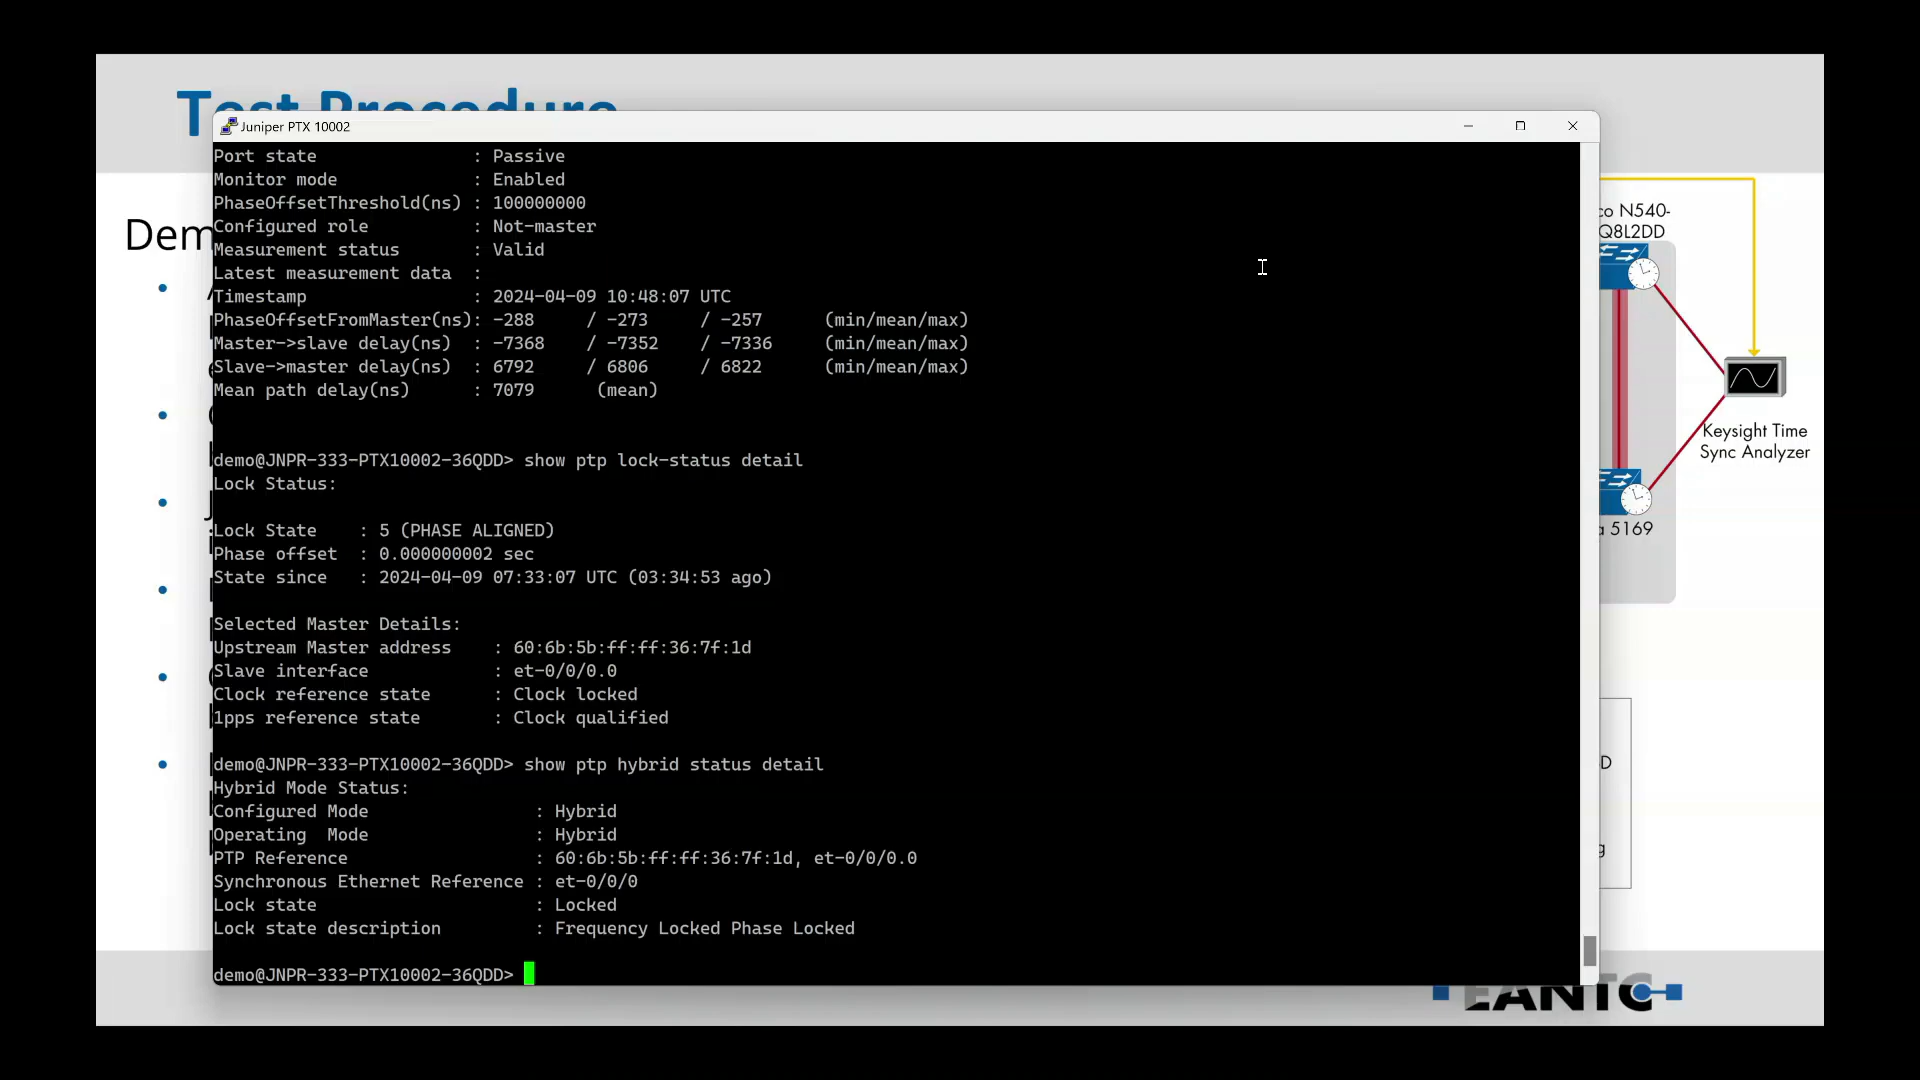 Test Procedure
Juniper PTX 10002
Port state : Passive
Monitor mode : Enabled
PhaseOffsetThreshold(ns) : 100000000
Configured role : Not-master
Measurement status : Valid
Latest measurement data :
Timestamp : 2024-04-09 10:48:07 UTC
PhaseOffsetFromMaster(ns): -288 / -273 / -257 (min/mean/max)
Master->slave delay(ns) : -7368 / -7352 / -7336 (min/mean/max)
Slave->master delay(ns) : 6792 / 6806 / 6822 (min/mean/max)
Mean path delay(ns) : 7079 (mean)
demo@JNPR-333-PTX10002-36QDD> show ptp lock-status detail
Lock Status:
Lock State : 5 (PHASE ALIGNED)
Phase offset : 0.000000002 sec
State since : 2024-04-09 07:33:07 UTC (03:34:53 ago)
Selected Master Details:
Upstream Master address : 60:6b:5b:ff:ff:36:7f:1d
Slave interface : et-0/0/0.0
Clock reference state : Clock locked
1pps reference state : Clock qualified
demo@JNPR-333-PTX10002-36QDD> show ptp hybrid status detail
Hybrid Mode Status:
Configured Mode : Hybrid
Operating Mode : Hybrid
PTP Reference : 60:6b:5b:ff:ff:36:7f:1d, et-0/0/0.0
Synchronous Ethernet Reference : et-0/0/0
Lock state : Locked
Lock state description : Frequency Locked Phase Locked
demo@JNPR-333-PTX10002-36QDD>
Dem
co N540-
Q8L2DD
Keysight Time
Sync Analyzer
a 5169
D
g
EANTC